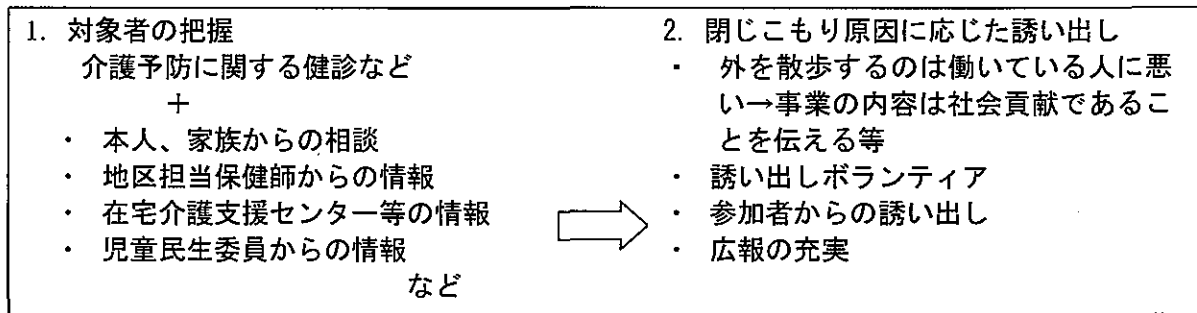 1. 対象者の把握
介護予防に関する健診など
＋
・ 本人、家族からの相談
・ 地区担当保健師からの情報
・ 在宅介護支援センター等の情報
・ 児童民生委員からの情報
など
2. 閉じこもり原因に応じた誘い出し
・ 外を散歩するのは働いている人に悪
い→事業の内容は社会貢献であるこ
とを伝える等
・ 誘い出しボランティア
・ 参加者からの誘い出し
・ 広報の充実